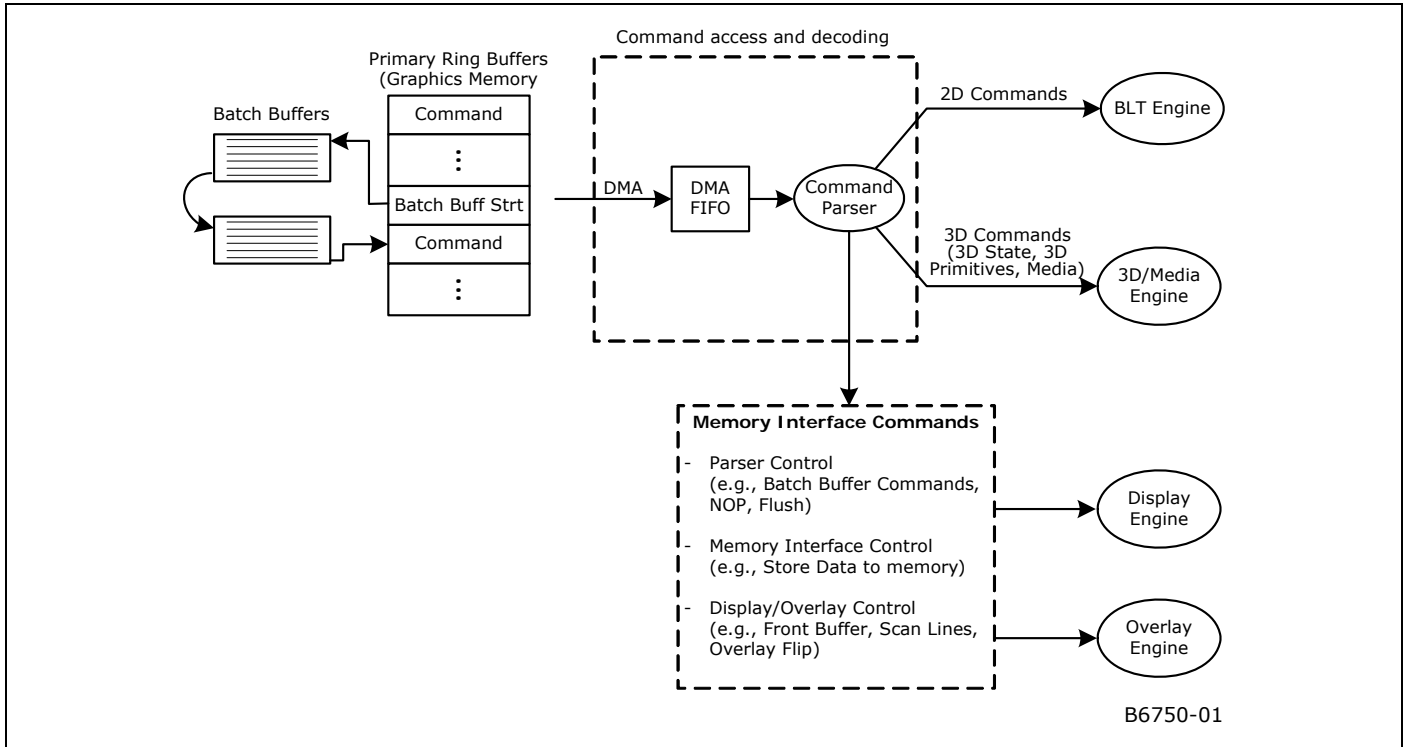 Command access and decoding
Primary Ring Buffers
(Graphics Memory
Batch Buffers
Command
⋮
Batch Buff Strt
Command
⋮
DMA
DMA
FIFO
Command
Parser
2D Commands
BLT Engine
3D Commands
(3D State, 3D
Primitives, Media)
3D/Media
Engine
Memory Interface Commands
- Parser Control
(e.g., Batch Buffer Commands,
NOP, Flush)
- Memory Interface Control
(e.g., Store Data to memory)
- Display/Overlay Control
(e.g., Front Buffer, Scan Lines,
Overlay Flip)
Display
Engine
Overlay
Engine
B6750-01